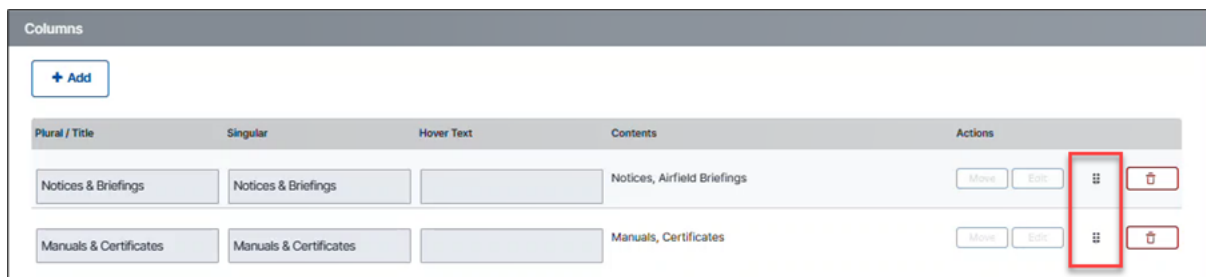 Columns
+ Add
Plural / Title Singular Hover Text Contents Actions
Notices & Briefings Notices & Briefings Notices, Airfield Briefings Move Edit
Manuals & Certificates Manuals & Certificates Manuals, Certificates Move Edit